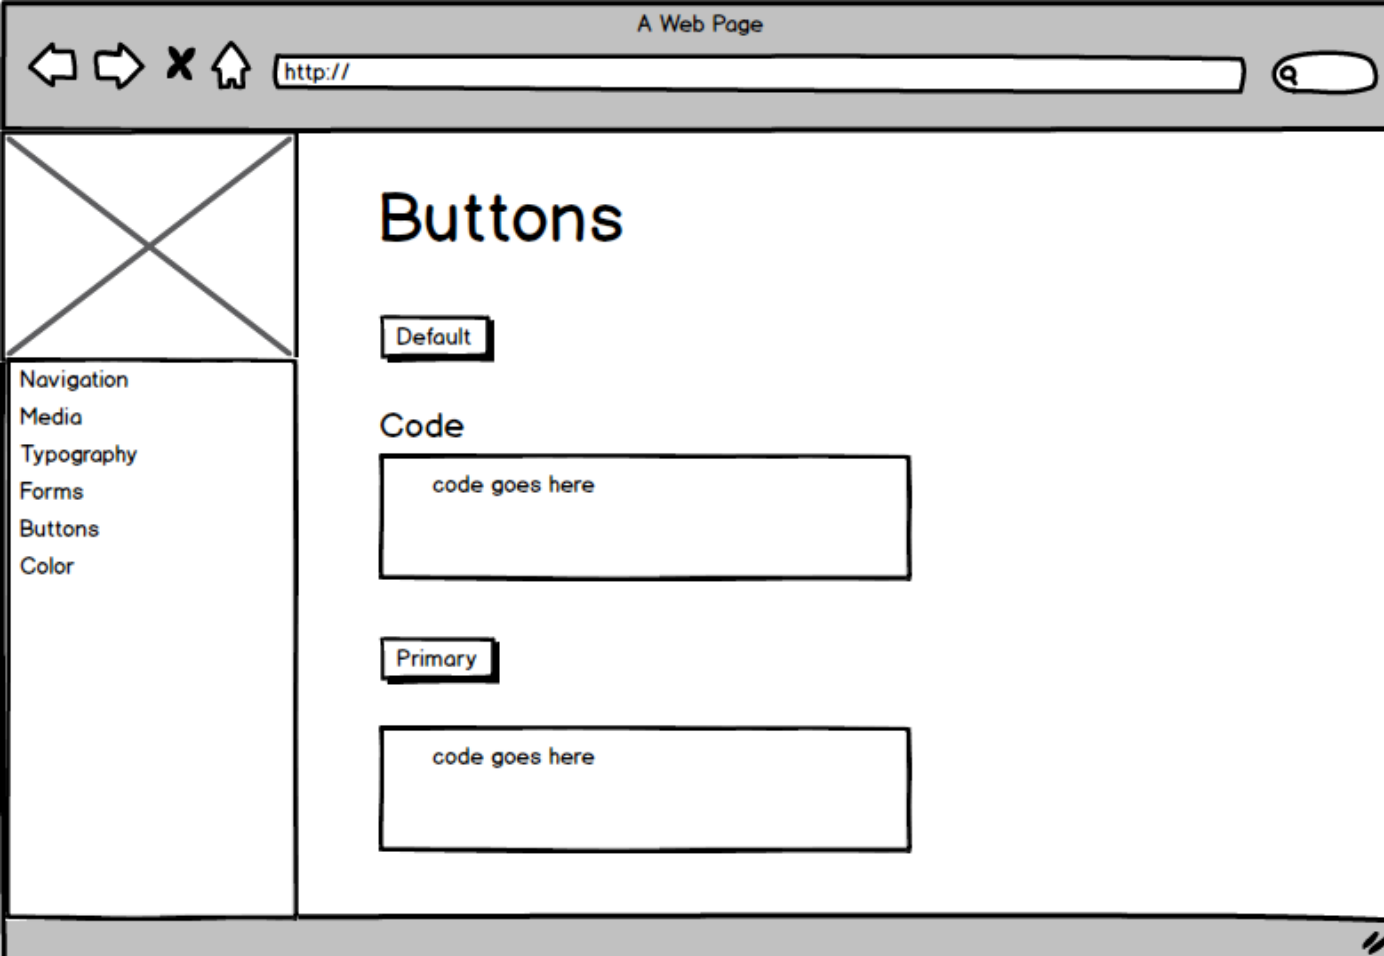 A Web Page
http://
Buttons
Default
Navigation
Media
Typography
Forms
Buttons
Color
Code
code goes here
Primary
code goes here